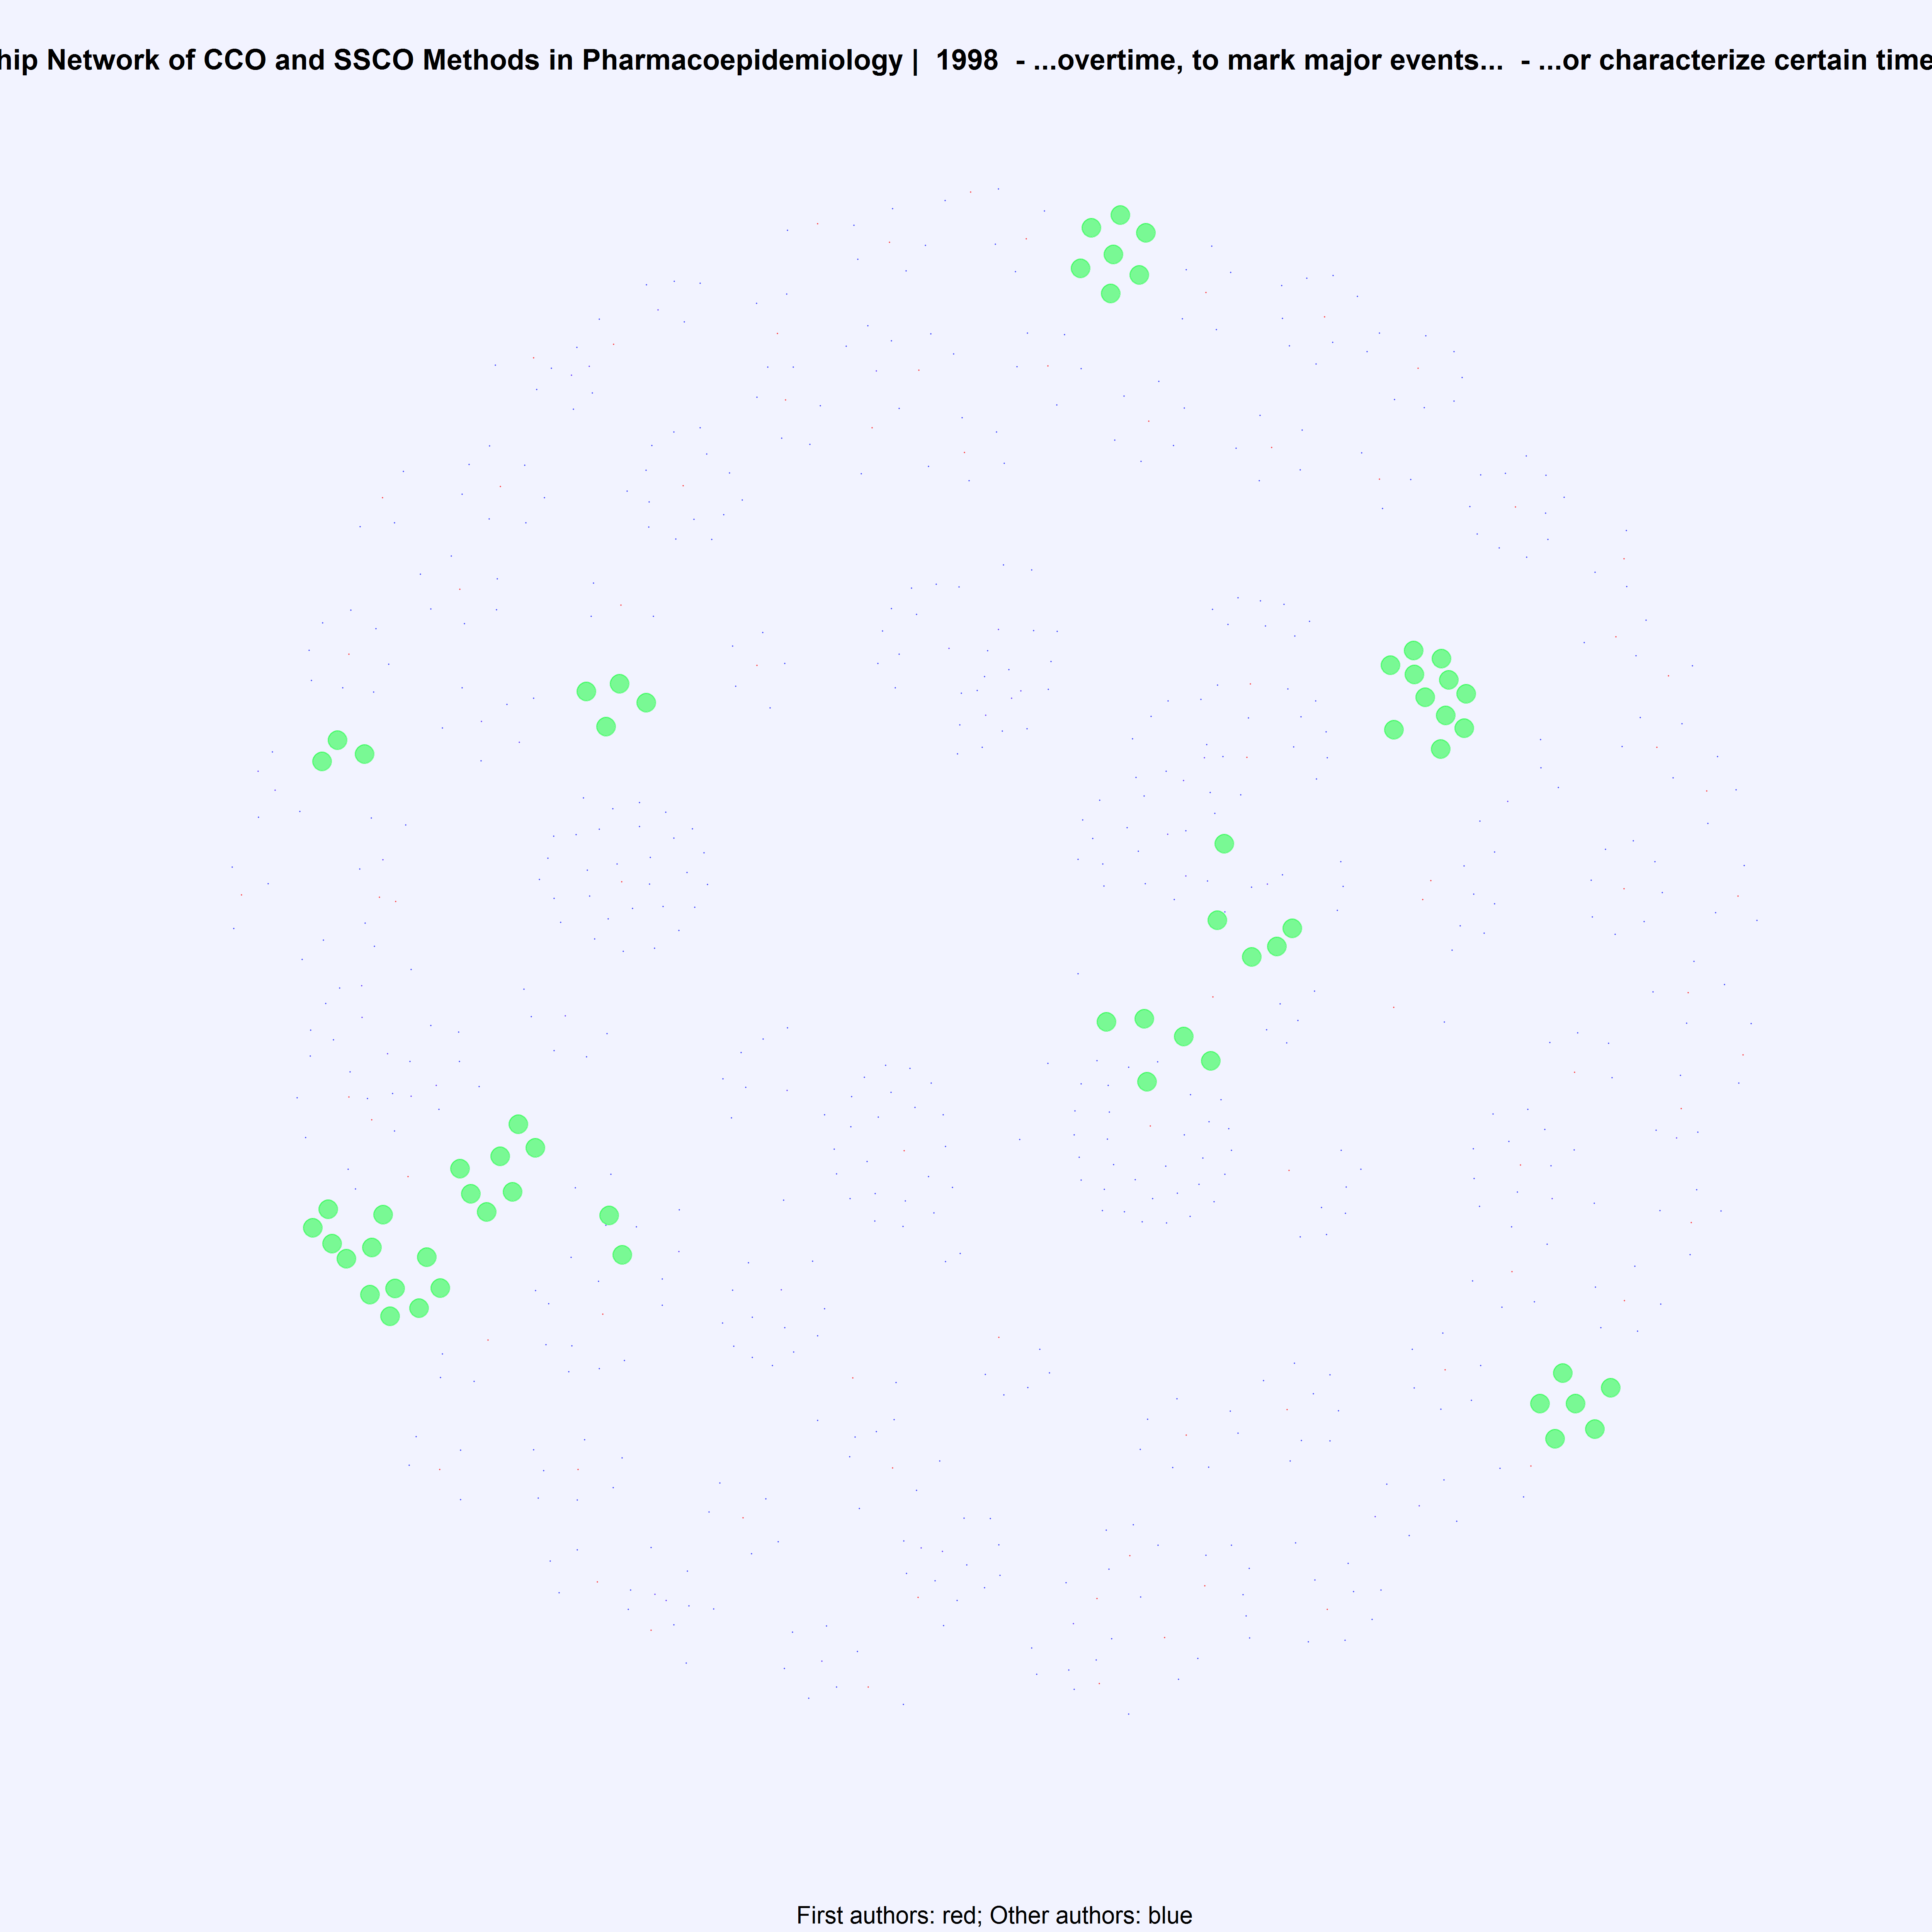 hip Network of CCO and SSCO Methods in Pharmacoepidemiology | 1998 - ...overtime, to mark major events... - ...or characterize certain time
First authors: red; Other authors: blue